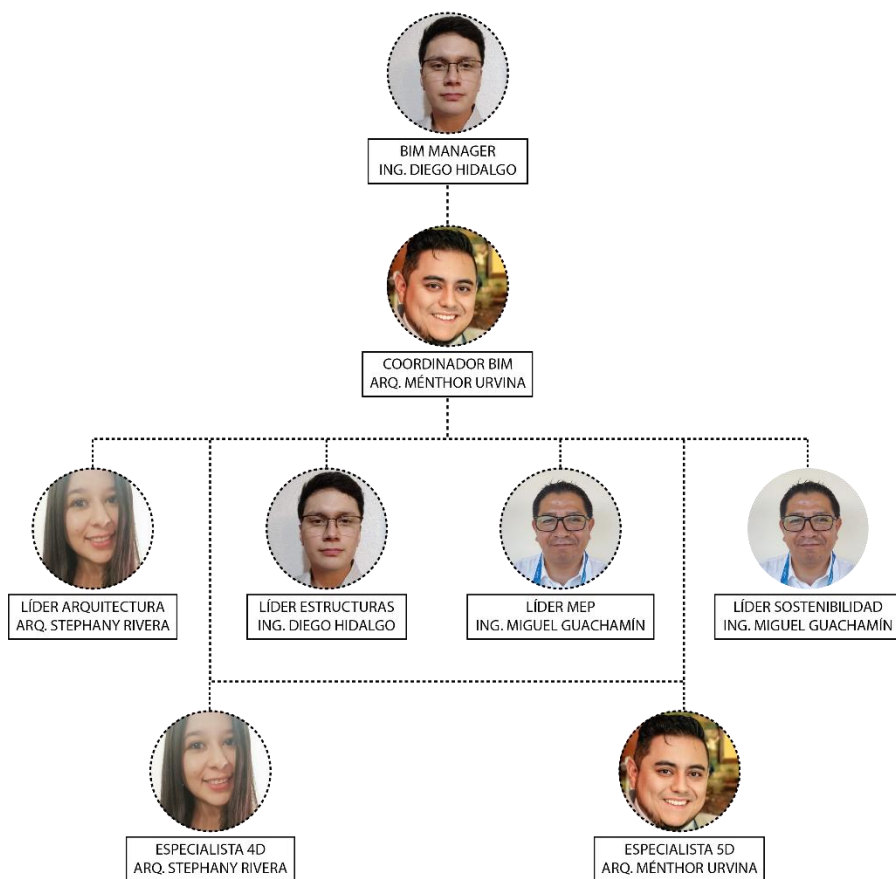 BIM MANAGER
ING. DIEGO HIDALGO
COORDINADOR BIM
ARQ. MÉNTHOR URVINA
LÍDER ARQUITECTURA
ARQ. STEPHANY RIVERA
LÍDER ESTRUCTURAS
ING. DIEGO HIDALGO
LÍDER MEP
ING. MIGUEL GUACHAMÍN
LÍDER SOSTENIBILIDAD
ING. MIGUEL GUACHAMÍN
ESPECIALISTA 4D
ARQ. STEPHANY RIVERA
ESPECIALISTA 5D
ARQ. MÉNTHOR URVINA